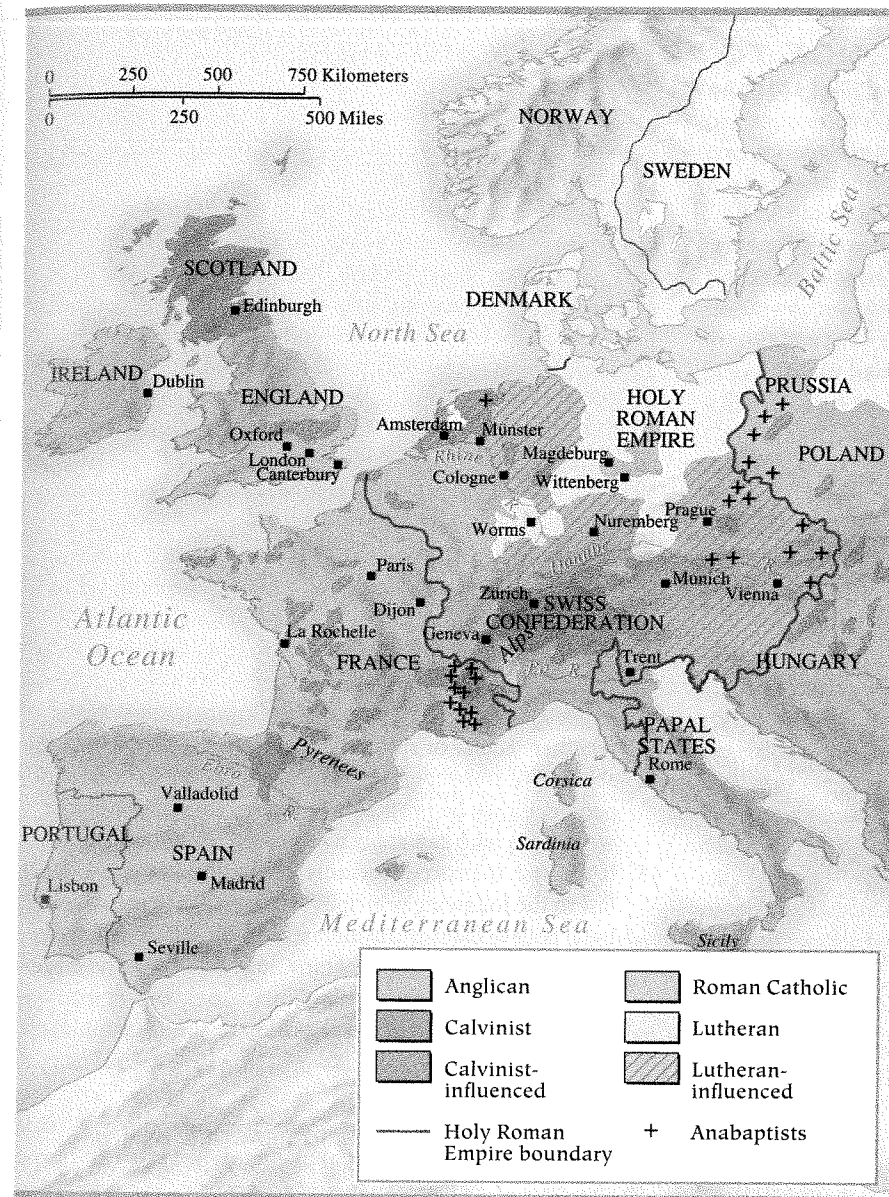 0 250 500 750 Kilometers
0 250 500 Miles
NORWAY
SWEDEN
Baltic Sea
SCOTLAND
Edinburgh
DENMARK
North Sea
IRELAND
Dublin
ENGLAND
HOLY
ROMAN
EMPIRE
PRUSSIA
Amsterdam
Münster
Oxford
London
Canterbury
Rhine
Magdeburg
POLAND
Cologne
Wittenberg
Worms
Nuremberg
Prague
Danube
Paris
Munich
Vienna
R.
Dijon
Zürich
SWISS
CONFEDERATION
Atlantic
Ocean
La Rochelle
Geneva
Alps
FRANCE
Trent
HUNGARY
Po R.
PAPAL
STATES
Rome
Pyrenees
Ebro
R.
Corsica
Valladolid
PORTUGAL
SPAIN
Sardinia
Madrid
Lisbon
Mediterranean Sea
Seville
Sicily
Anglican
Roman Catholic
Calvinist
Lutheran
Calvinist-
influenced
Lutheran-
influenced
Holy Roman
Empire boundary
+ Anabaptists